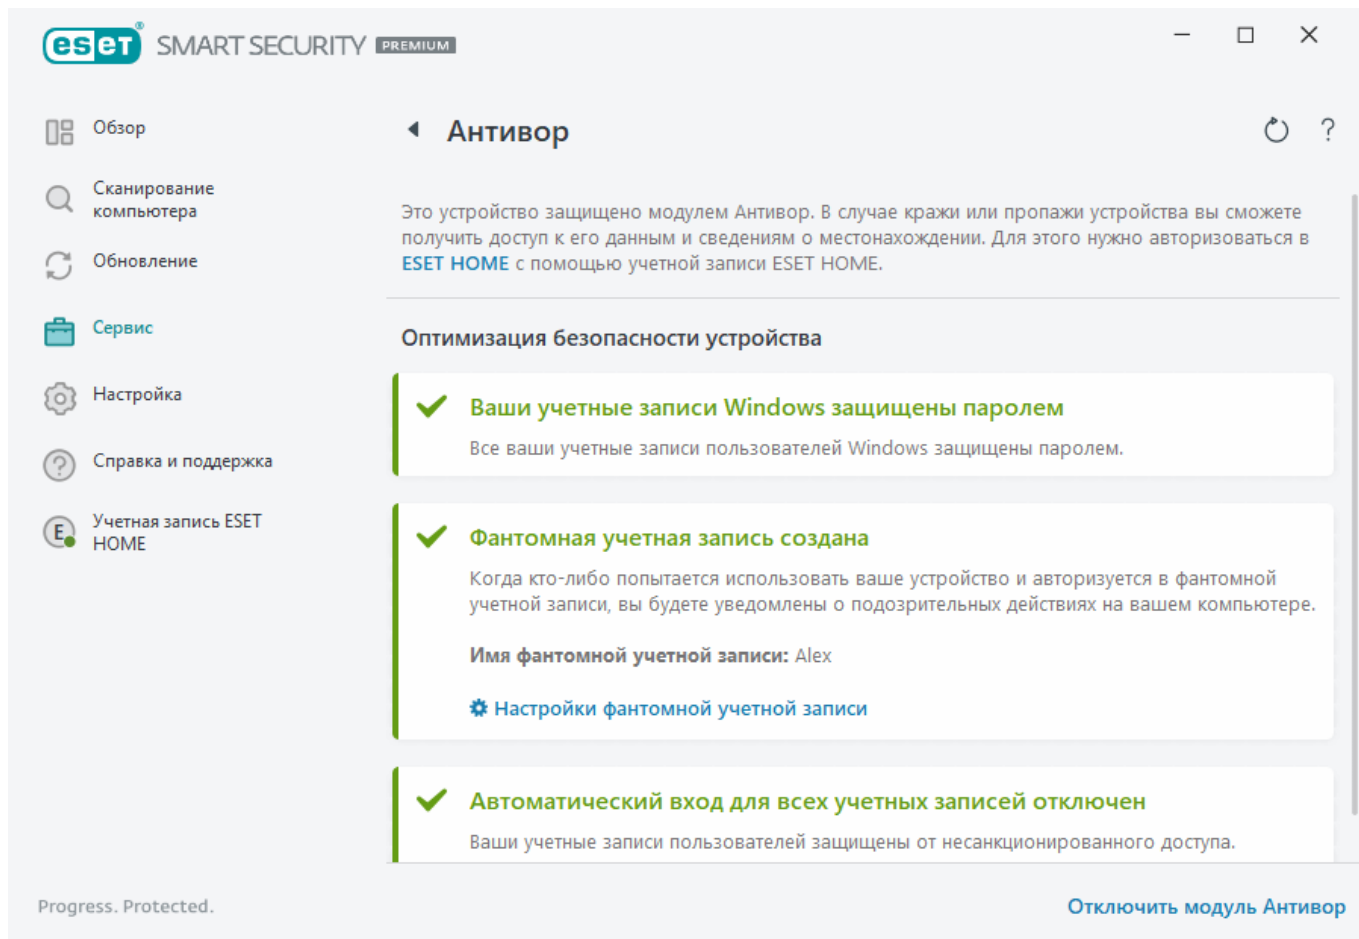 eset® SMART SECURITY PREMIUM
Обзор
Сканирование
компьютера
Обновление
Сервис
Настройка
Справка и поддержка
E
Учетная запись ESET
HOME
Антивор
?
Это устройство защищено модулем Антивор. В случае кражи или пропажи устройства вы сможете
получить доступ к его данным и сведениям о местонахождении. Для этого нужно авторизоваться в
ESET HOME с помощью учетной записи ESET HOME.
Оптимизация безопасности устройства
Ваши учетные записи Windows защищены паролем
Все ваши учетные записи пользователей Windows защищены паролем.
Фантомная учетная запись создана
Когда кто-либо попытается использовать ваше устройство и авторизуется в фантомной
учетной записи, вы будете уведомлены о подозрительных действиях на вашем компьютере.
Имя фантомной учетной записи: Alex
Настройки фантомной учетной записи
Автоматический вход для всех учетных записей отключен
Ваши учетные записи пользователей защищены от несанкционированного доступа.
Progress. Protected.
Отключить модуль Антивор